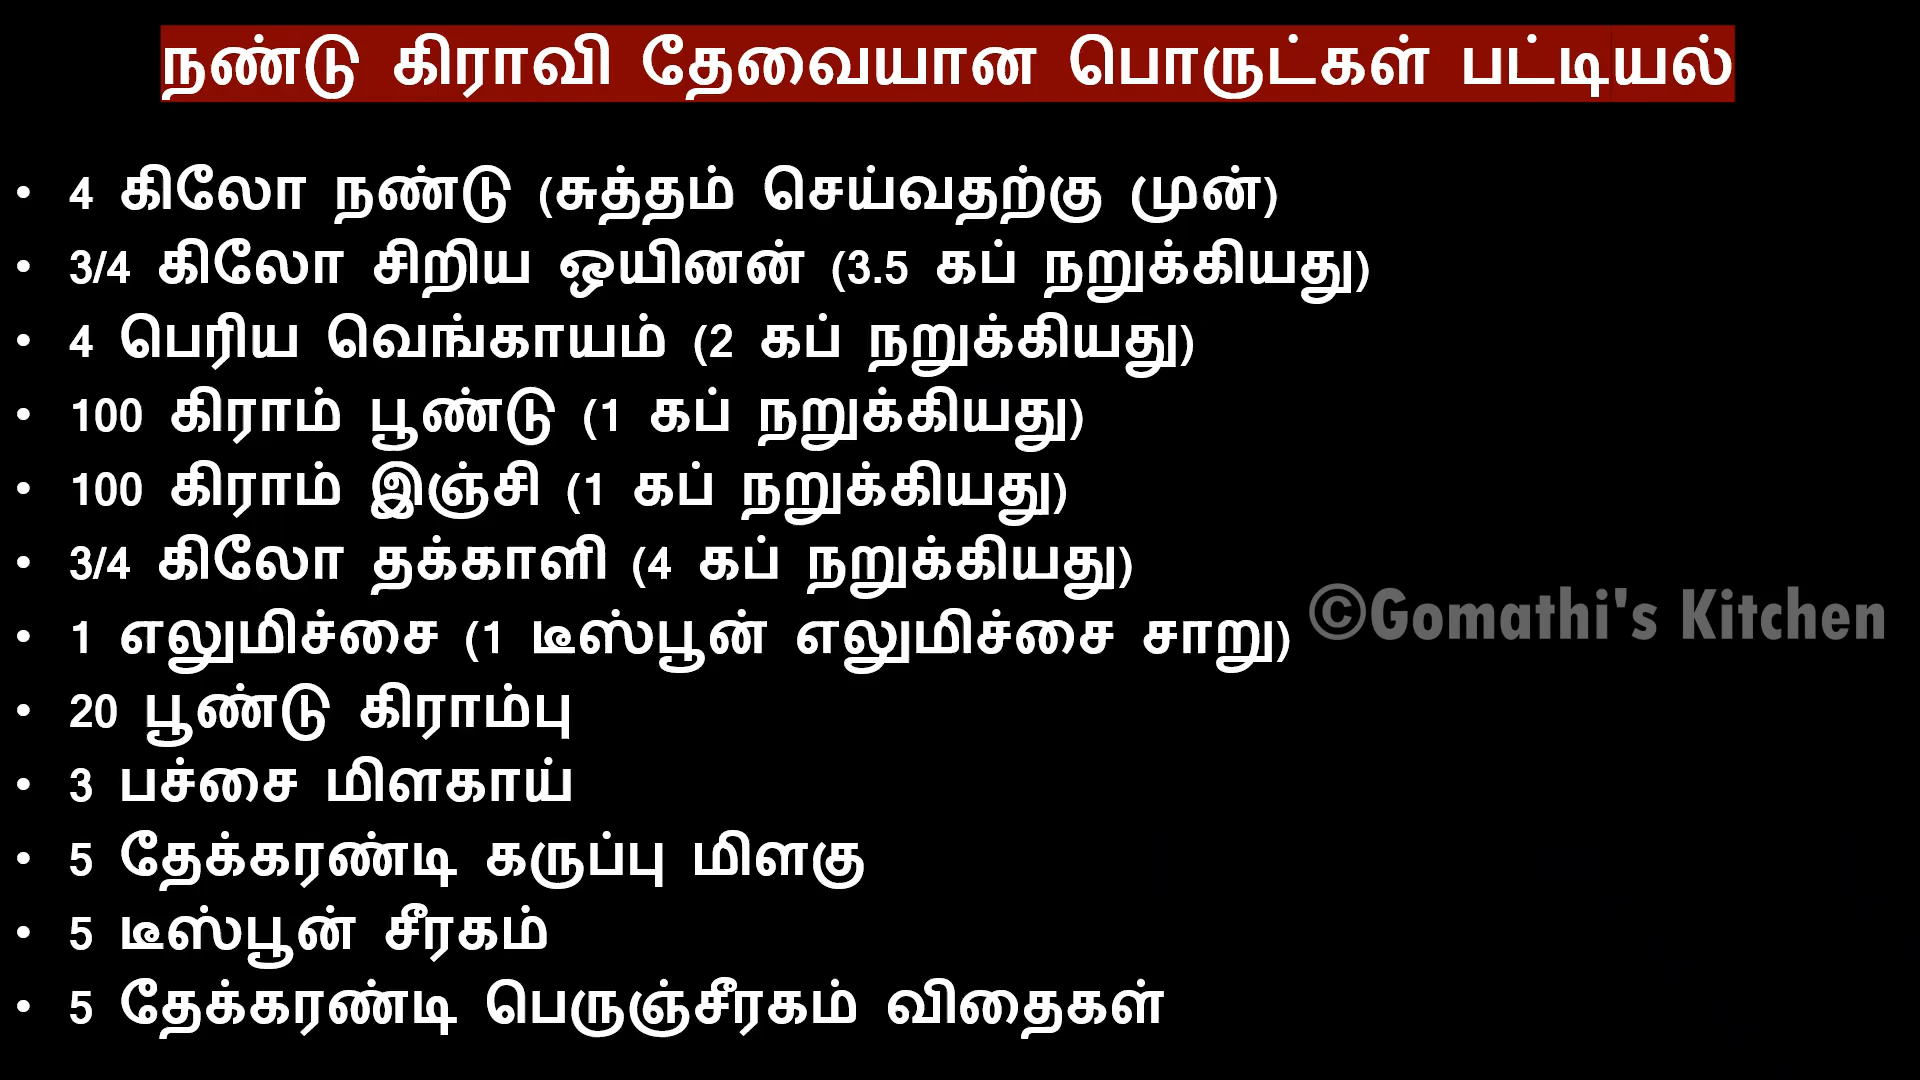 நண்டு கிராவி தேவையான பொருட்கள் பட்டியல்
• 4 கிலோ நண்டு (சுத்தம் செய்வதற்கு முன்)
• 3/4 கிலோ சிறிய ஒயினன் (3.5 கப் நறுக்கியது)
• 4 பெரிய வெங்காயம் (2 கப் நறுக்கியது)
• 100 கிராம் பூண்டு (1 கப் நறுக்கியது)
• 100 கிராம் இஞ்சி (1 கப் நறுக்கியது)
• 3/4 கிலோ தக்காளி (4 கப் நறுக்கியது)
• 1 எலுமிச்சை (1 டீஸ்பூன் எலுமிச்சை சாறு)
©Gomathi's Kitchen
• 20 பூண்டு கிராம்பு
• 3 பச்சை மிளகாய்
• 5 தேக்கரண்டி கருப்பு மிளகு
• 5 டீஸ்பூன் சீரகம்
• 5 தேக்கரண்டி பெருஞ்சீரகம் விதைகள்